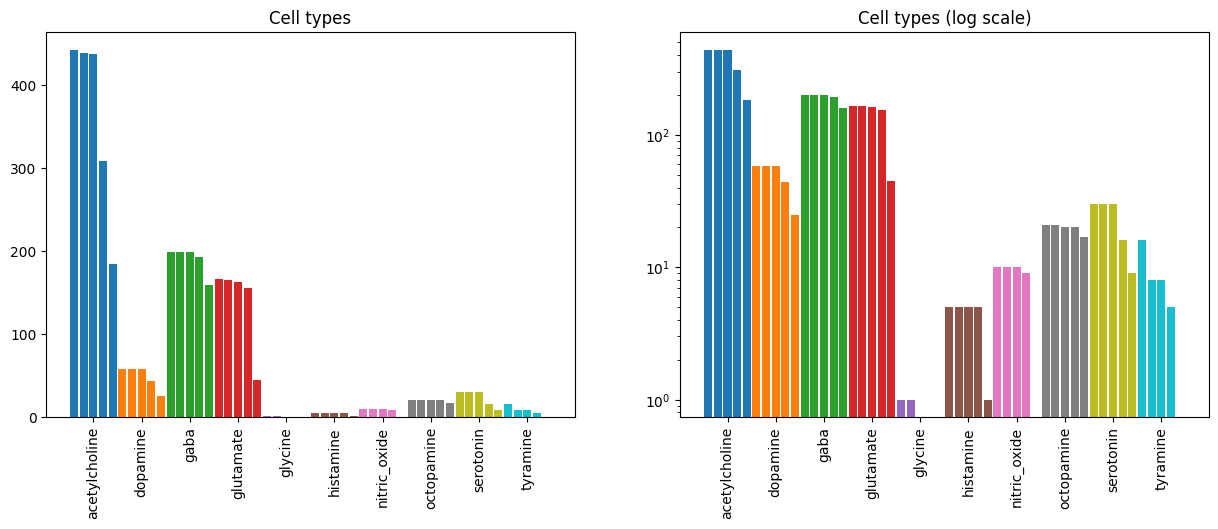 Cell types
400
300
200
100
0
acetylcholine
dopamine
gaba
glutamate
glycine
histamine
nitric_oxide
octopamine
serotonin
tyramine
Cell types (log scale)
10²
10¹
10⁰
acetylcholine
dopamine
gaba
glutamate
glycine
histamine
nitric_oxide
octopamine
serotonin
tyramine